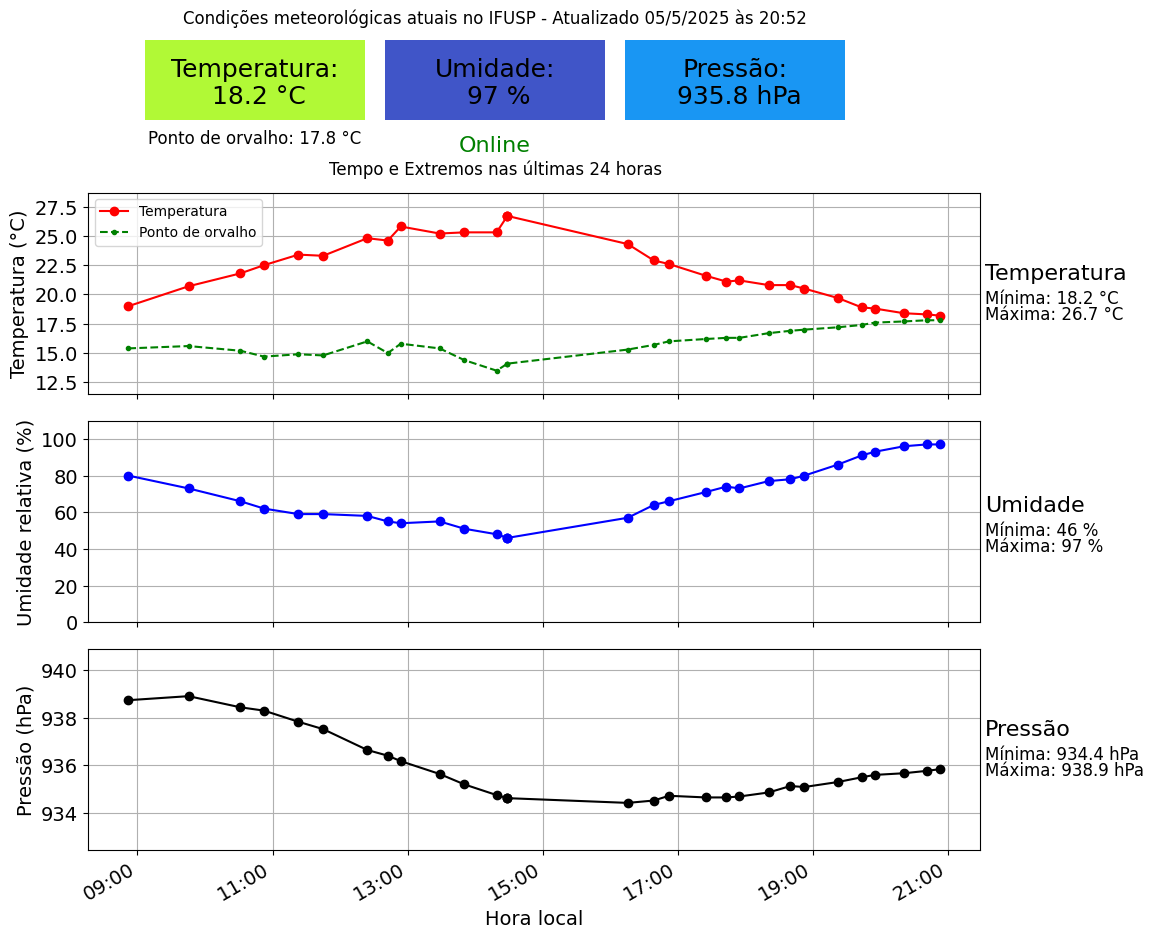 Condições meteorológicas atuais no IFUSP - Atualizado 05/5/2025 às 20:52
Temperatura:
18.2 °C
Umidade:
97 %
Pressão:
935.8 hPa
Ponto de orvalho: 17.8 °C
Online
Tempo e Extremos nas últimas 24 horas
Temperatura (°C)
27.5
25.0
22.5
20.0
17.5
15.0
12.5
Temperatura
Ponto de orvalho
Temperatura
Mínima: 18.2 °C
Máxima: 26.7 °C
Umidade relativa (%)
100
80
60
40
20
0
Umidade
Mínima: 46 %
Máxima: 97 %
Pressão (hPa)
940
938
936
934
Pressão
Mínima: 934.4 hPa
Máxima: 938.9 hPa
09:00
11:00
13:00
15:00
17:00
19:00
21:00
Hora local